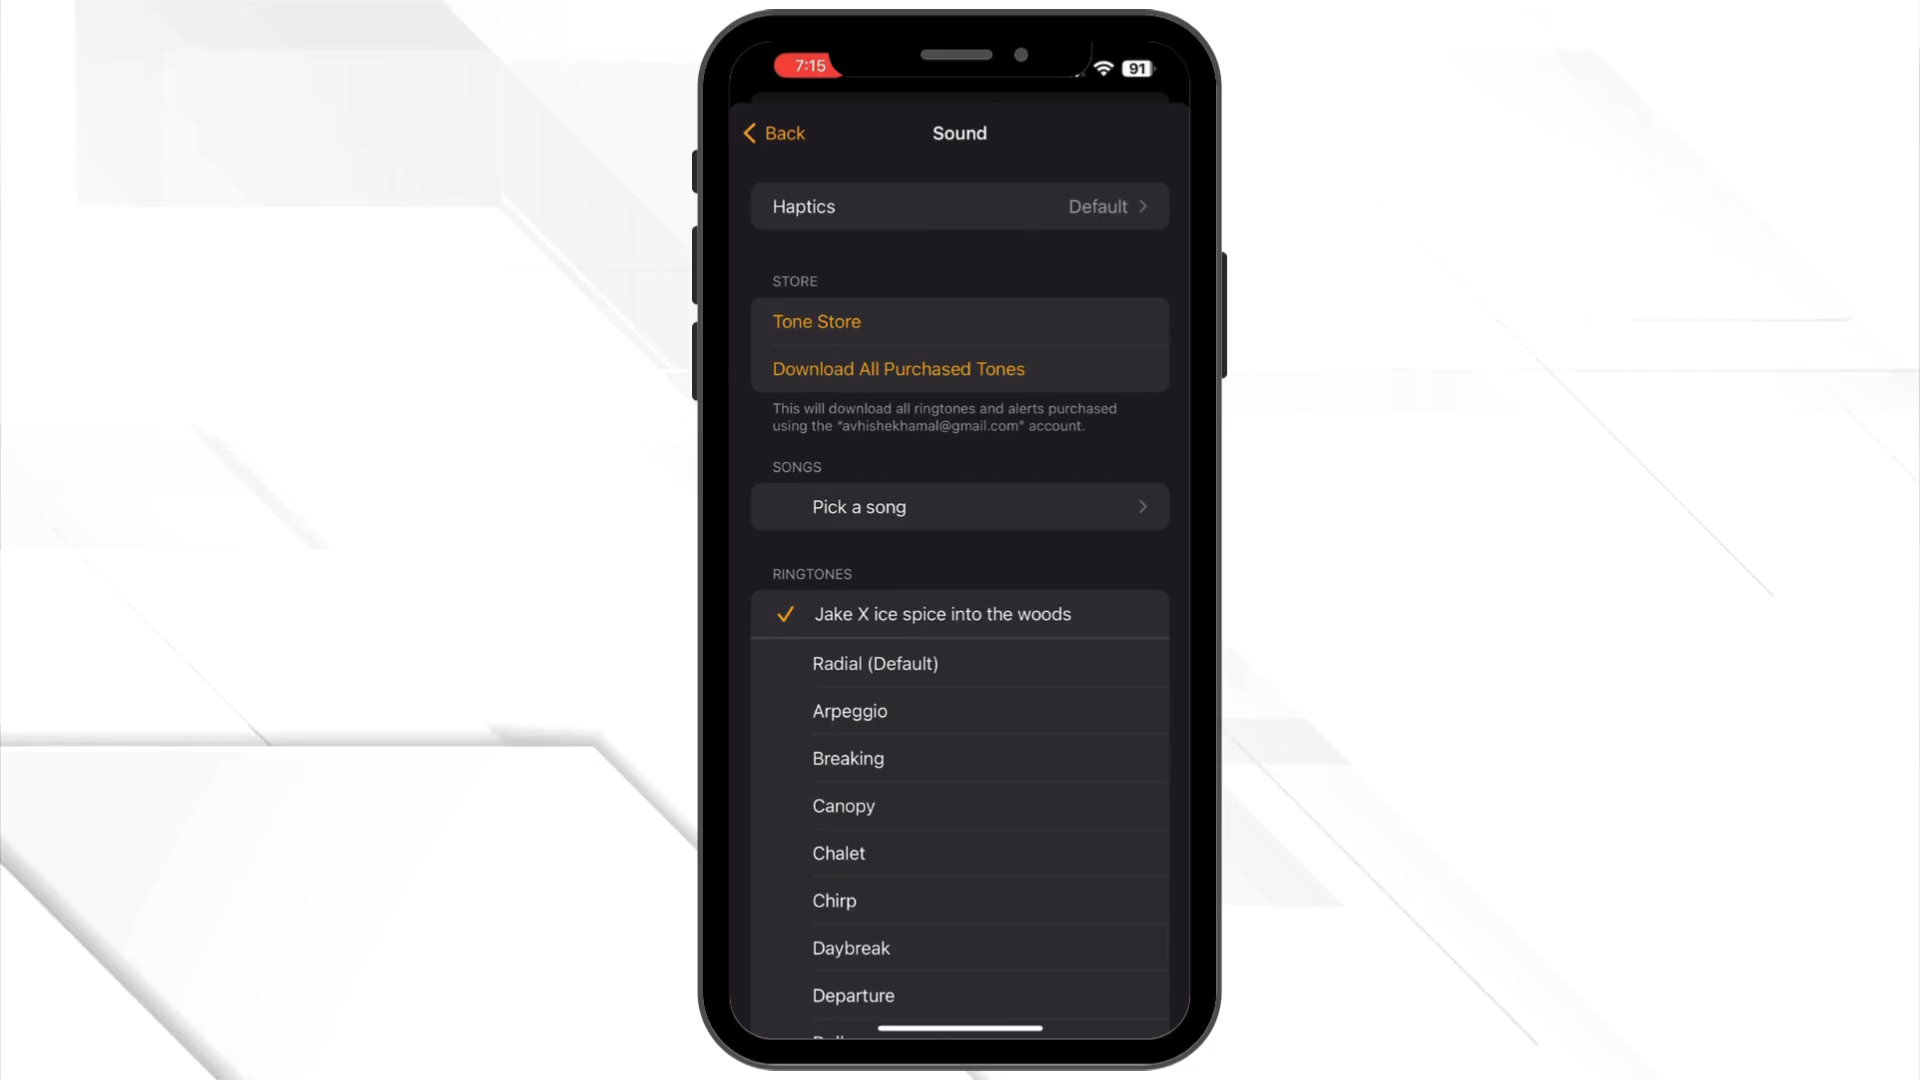 7:15
91
Back
Sound
Haptics
Default
STORE
Tone Store
Download All Purchased Tones
This will download all ringtones and alerts purchased
using the “avhishekhamal@gmail.com” account.
SONGS
Pick a song
RINGTONES
Jake X ice spice into the woods
Radial (Default)
Arpeggio
Breaking
Canopy
Chalet
Chirp
Daybreak
Departure